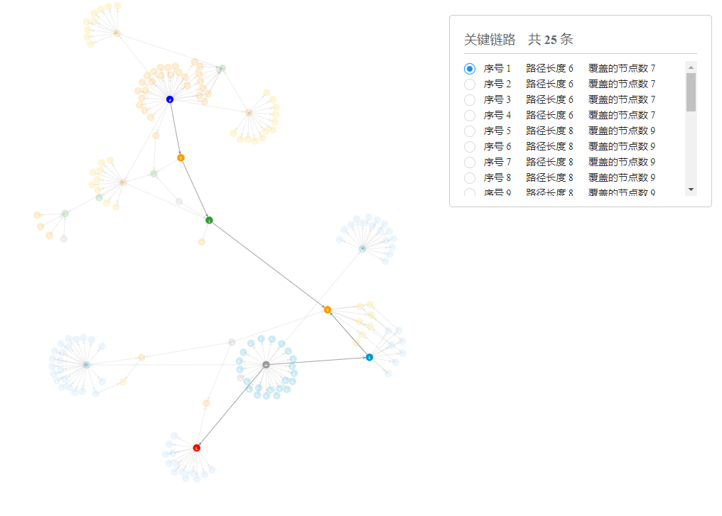 关键链路 共 25 条
序号 1 路径长度 6 覆盖的节点数 7
序号 2 路径长度 6 覆盖的节点数 7
序号 3 路径长度 6 覆盖的节点数 7
序号 4 路径长度 6 覆盖的节点数 7
序号 5 路径长度 8 覆盖的节点数 9
序号 6 路径长度 8 覆盖的节点数 9
序号 7 路径长度 8 覆盖的节点数 9
序号 8 路径长度 8 覆盖的节点数 9
序号 9 路径长度 8 覆盖的节点数 9